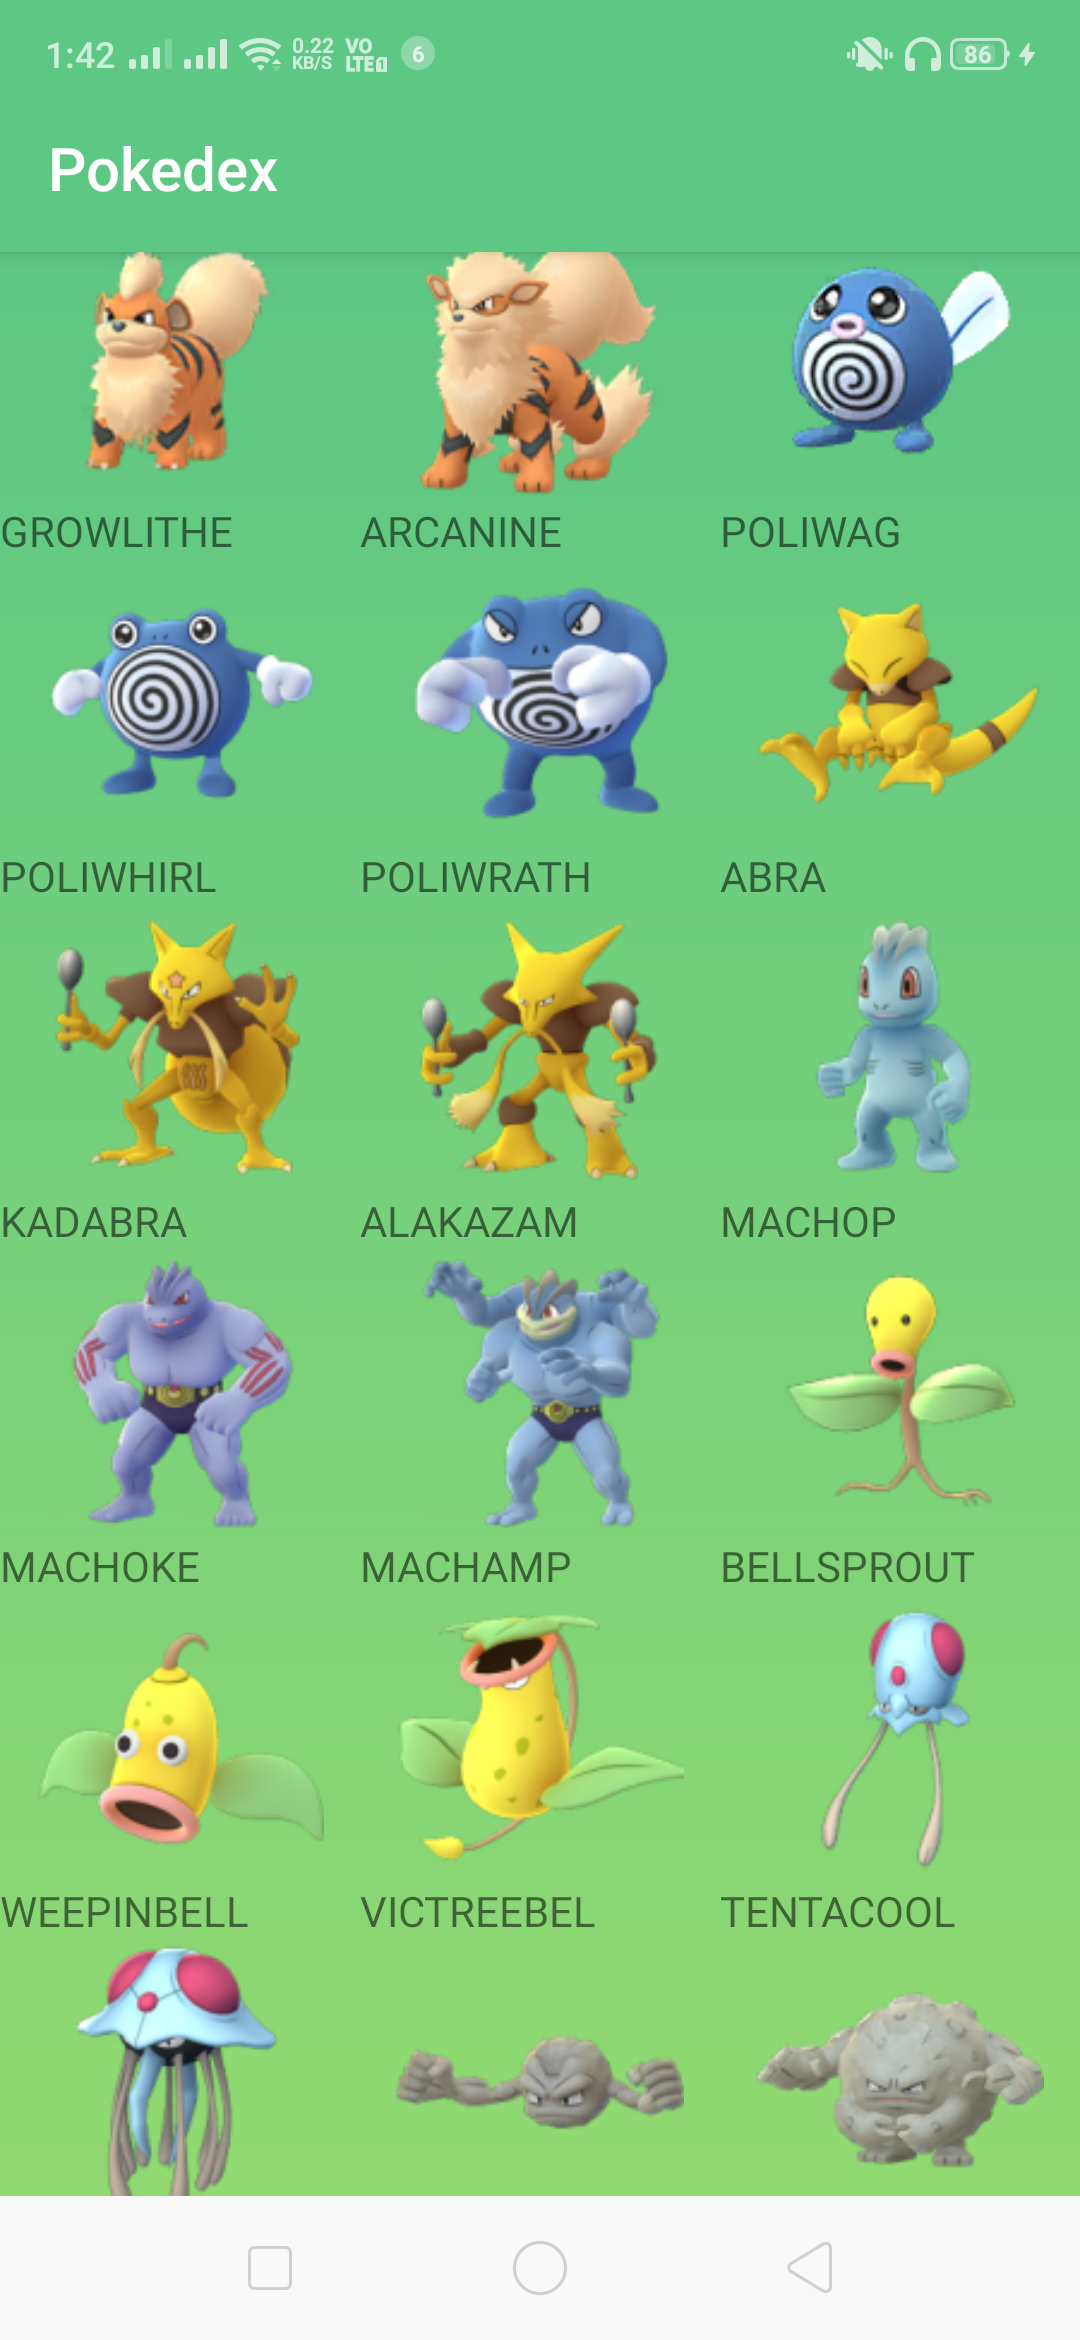 1:42 0.22 KB/S VO LTE1 6 86
Pokedex
GROWLITHE ARCANINE POLIWAG
POLIWHIRL POLIWRATH ABRA
KADABRA ALAKAZAM MACHOP
MACHOKE MACHAMP BELLSPROUT
WEEPINBELL VICTREEBEL TENTACOOL